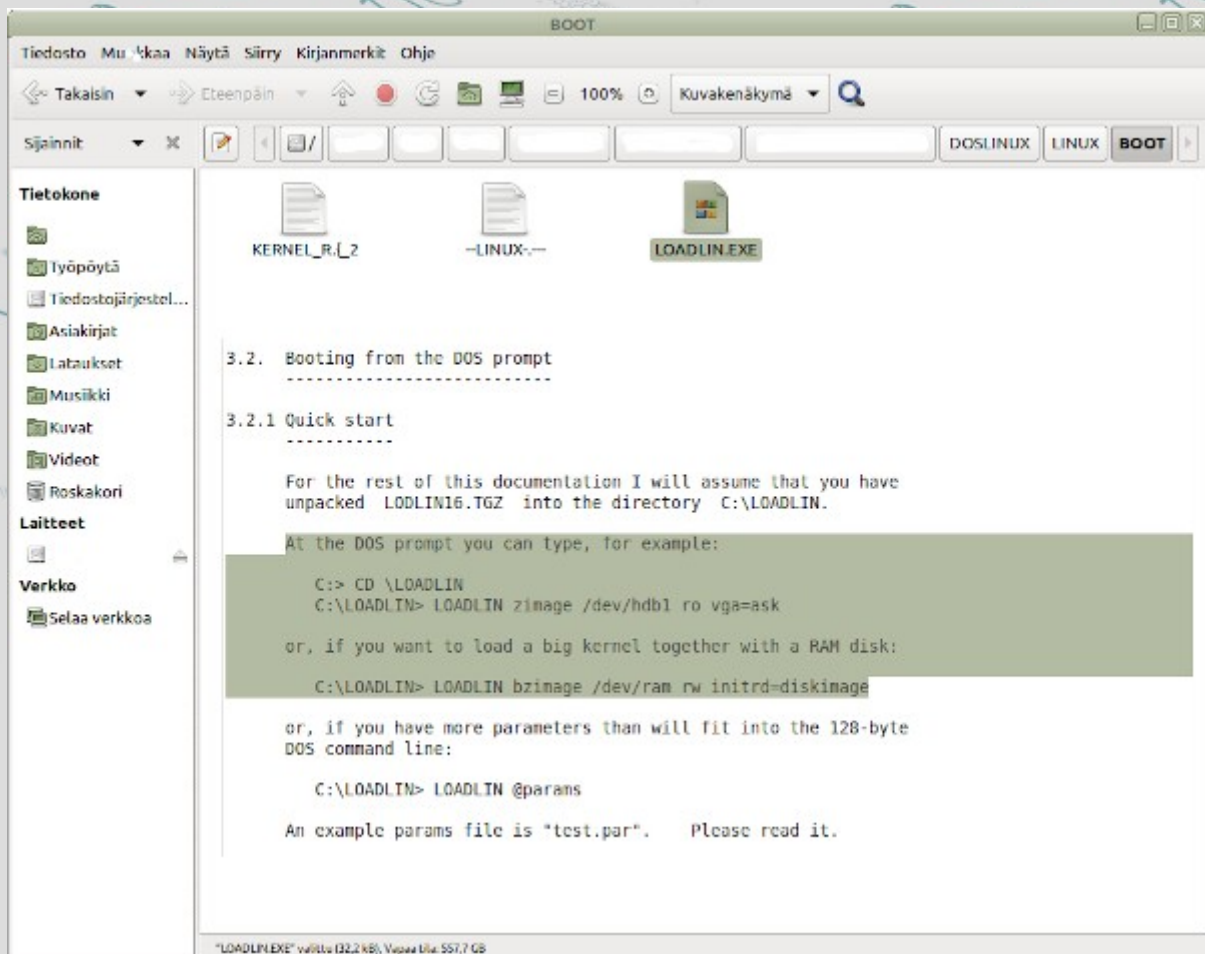 BOOT
Tiedosto Mu kkaa Näytä Siirry Kirjanmerkit Ohje
Takaisin Eteenpäin 100% Kuvakenäkymä
Sijainnit / DOSLINUX LINUX BOOT
Tietokone
Työpöytä
Tiedostojärjestel...
Asiakirjat
Lataukset
Musiikki
Kuvat
Videot
Roskakori
Laitteet
Verkko
Selaa verkkoa
KERNEL_R.{_2 --LINUX-.--- LOADLIN.EXE
3.2. Booting from the DOS prompt
---------------------------
3.2.1 Quick start
-----------
For the rest of this documentation I will assume that you have
unpacked LODLIN16.TGZ into the directory C:\LOADLIN.
At the DOS prompt you can type, for example:
C:> CD \LOADLIN
C:\LOADLIN> LOADLIN zimage /dev/hdb1 ro vga=ask
or, if you want to load a big kernel together with a RAM disk:
C:\LOADLIN> LOADLIN bzimage /dev/ram rw initrd=diskimage
or, if you have more parameters than will fit into the 128-byte
DOS command line:
C:\LOADLIN> LOADLIN @params
An example params file is "test.par". Please read it.
"LOADLIN.EXE" valittu (32,2 kB), Vapaa tila: 557,7 GB